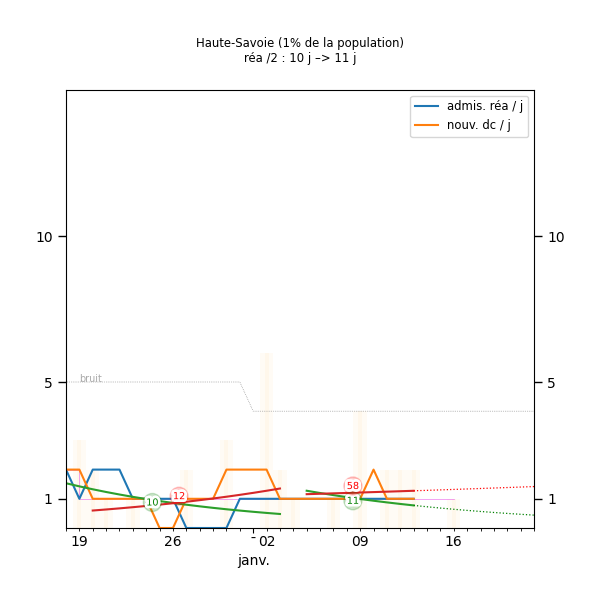 Haute-Savoie (1% de la population)
réa /2 : 10 j –> 11 j
admis. réa / j
nouv. dc / j
10
10
bruit
5
5
58
12
10
11
1
1
19
26
02
09
16
janv.